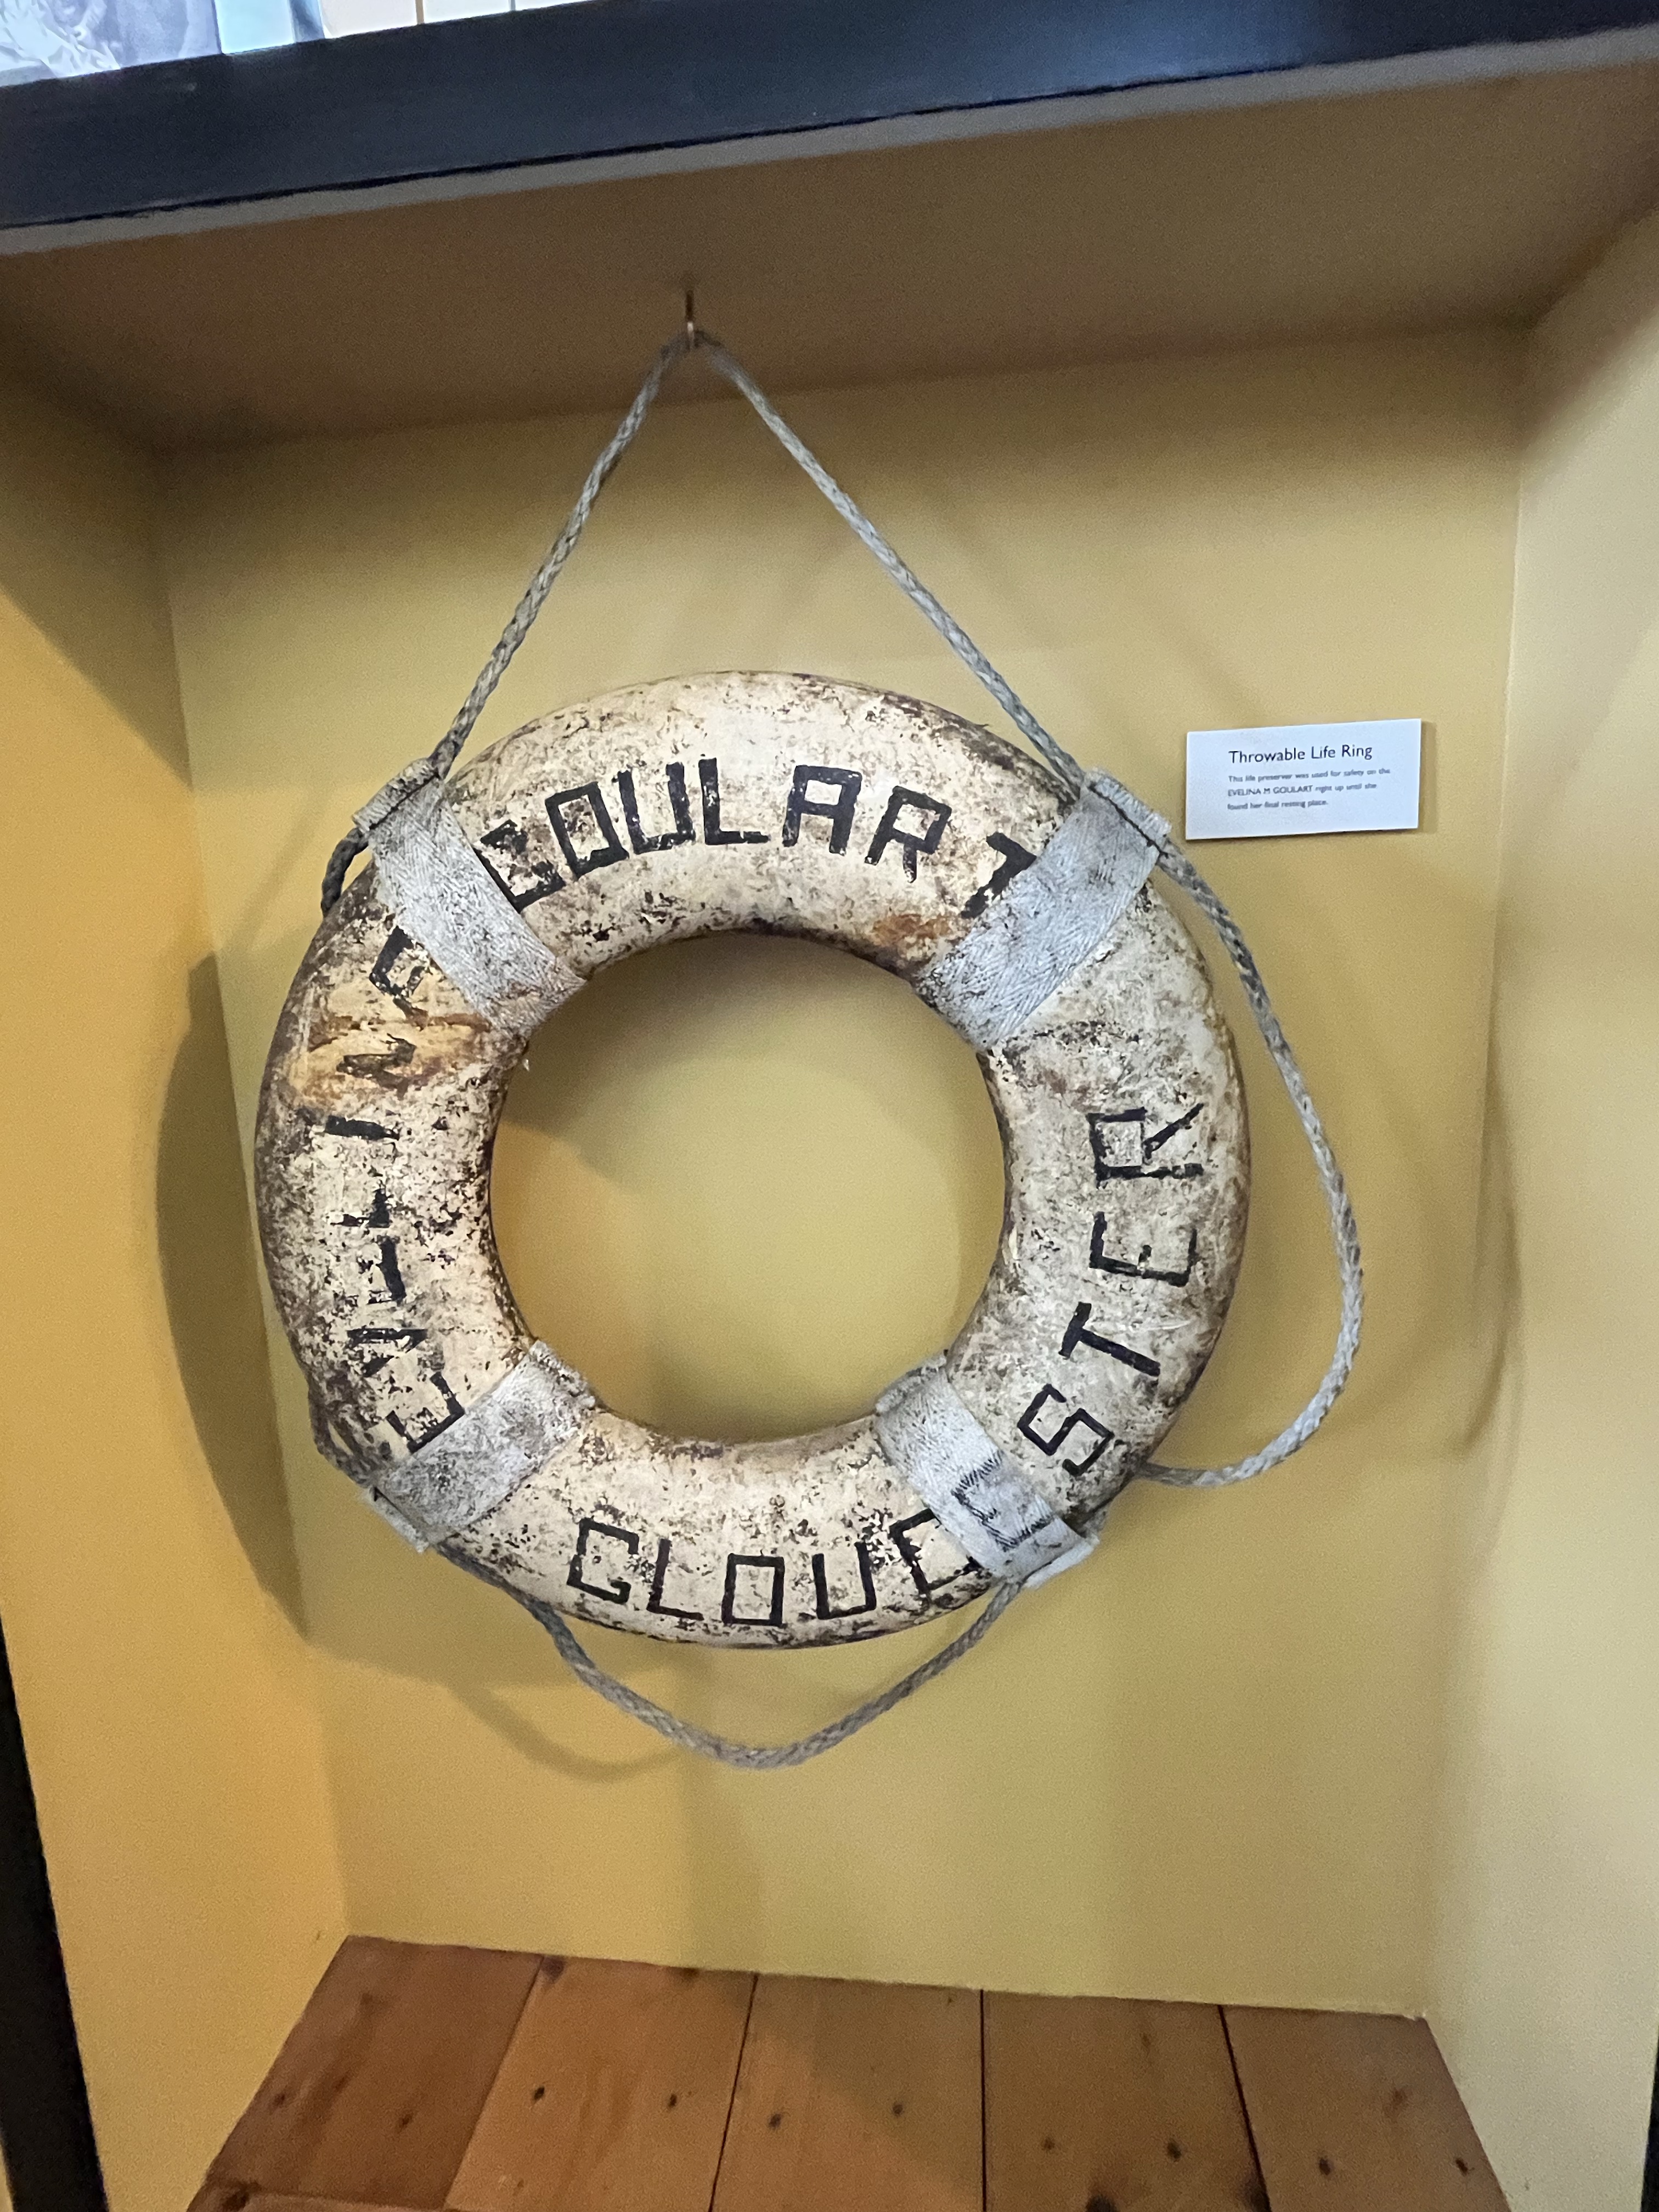 EVELINA
GOULART
GLOUCESTER
Throwable Life Ring
This life preserver was used for safety on the
EVELINA M GOULART right up until she
found her final resting place.